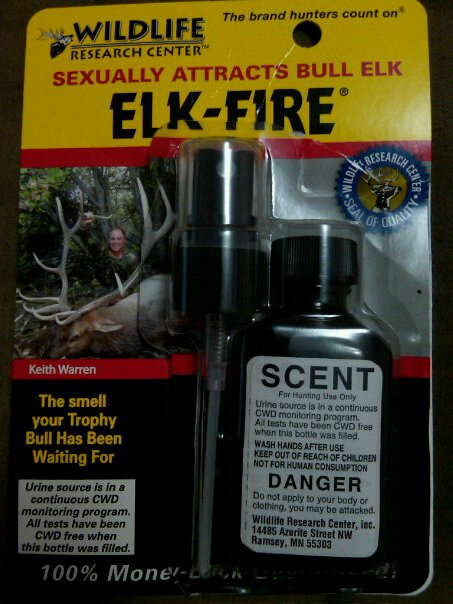 WILDLIFE
RESEARCH CENTER™
The brand hunters count on®
SEXUALLY ATTRACTS BULL ELK
ELK-FIRE®
WILDLIFE RESEARCH CENTER
SEAL OF QUALITY
Keith Warren
The smell
your Trophy
Bull Has Been
Waiting For
Urine source is in a
continuous CWD
monitoring program.
All tests have been
CWD free when
this bottle was filled.
SCENT
For Hunting Use Only
Urine source is in a continuous
CWD monitoring program.
All tests have been CWD free
when this bottle was filled.
WASH HANDS AFTER USE
KEEP OUT OF REACH OF CHILDREN
NOT FOR HUMAN CONSUMPTION
DANGER
Do not apply to your body or
clothing, you may be attacked.
Wildlife Research Center, Inc.
14485 Azurite Street NW
Ramsey, MN 55303
100%